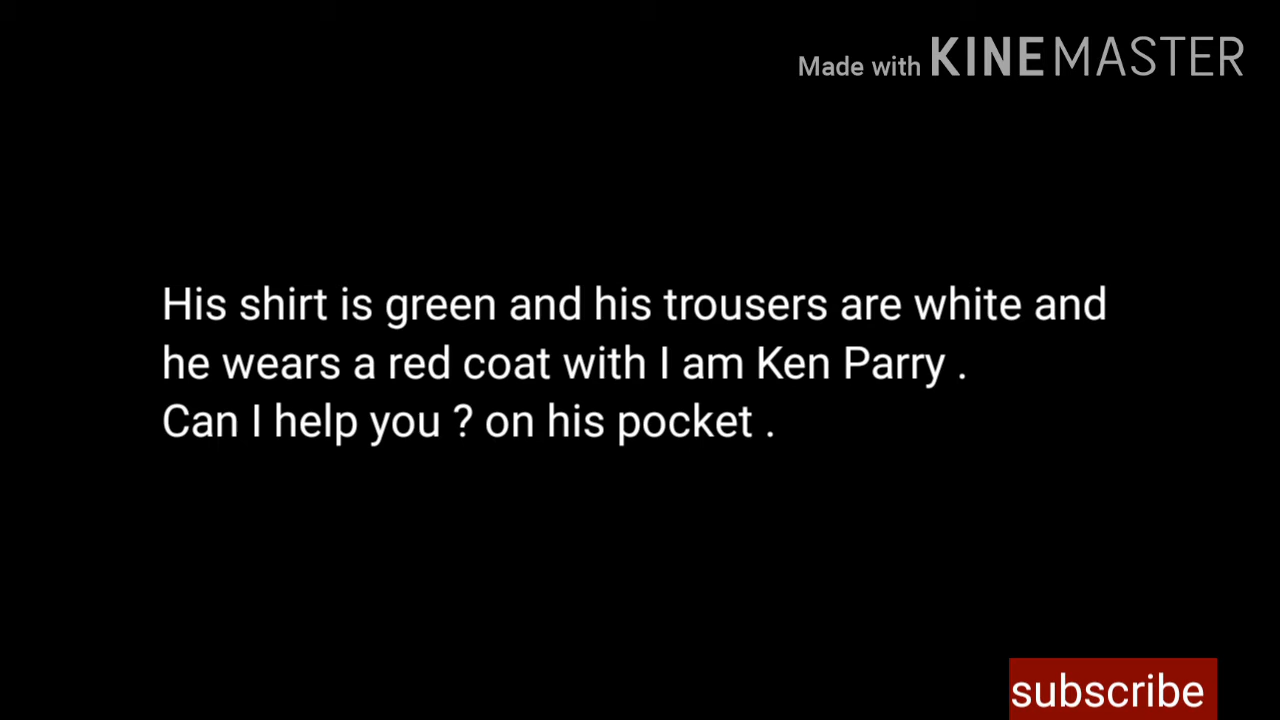 Made with KINEMASTER
His shirt is green and his trousers are white and
he wears a red coat with I am Ken Parry .
Can I help you ? on his pocket .
subscribe